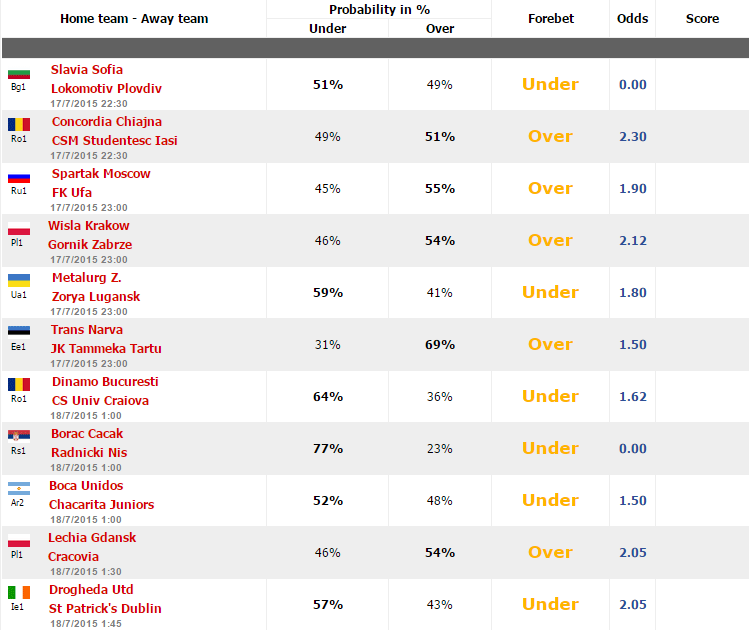 Home team - Away team Probability in % Forebet Odds Score
Under Over
Slavia Sofia
Bg1 Lokomotiv Plovdiv 51% 49% Under 0.00
17/7/2015 22:30
Concordia Chiajna
Ro1 CSM Studentesc Iasi 49% 51% Over 2.30
17/7/2015 22:30
Spartak Moscow
Ru1 FK Ufa 45% 55% Over 1.90
17/7/2015 23:00
Wisla Krakow
Pl1 Gornik Zabrze 46% 54% Over 2.12
17/7/2015 23:00
Metalurg Z.
Ua1 Zorya Lugansk 59% 41% Under 1.80
17/7/2015 23:00
Trans Narva
Ee1 JK Tammeka Tartu 31% 69% Over 1.50
17/7/2015 23:00
Dinamo Bucuresti
Ro1 CS Univ Craiova 64% 36% Under 1.62
18/7/2015 1:00
Borac Cacak
Rs1 Radnicki Nis 77% 23% Under 0.00
18/7/2015 1:00
Boca Unidos
Ar2 Chacarita Juniors 52% 48% Under 1.50
18/7/2015 1:00
Lechia Gdansk
Pl1 Cracovia 46% 54% Over 2.05
18/7/2015 1:30
Drogheda Utd
Ie1 St Patrick's Dublin 57% 43% Under 2.05
18/7/2015 1:45